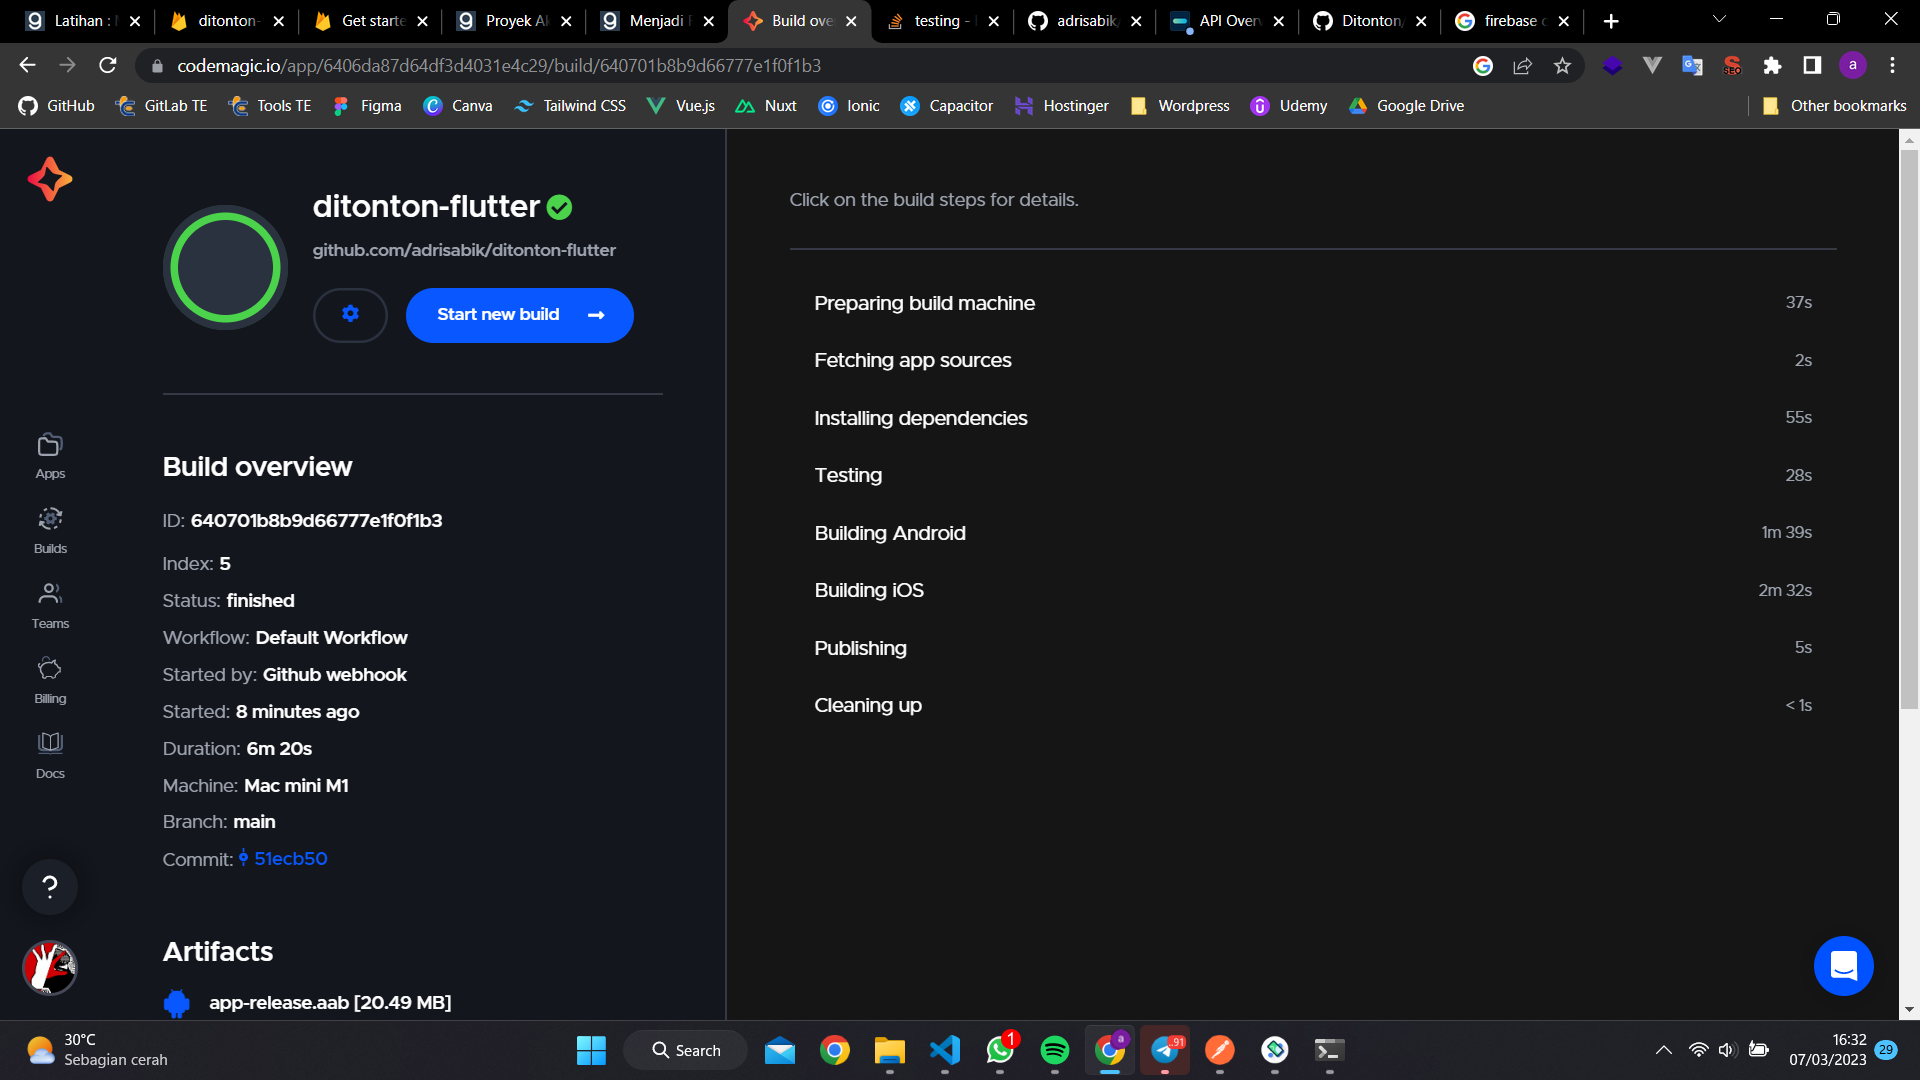 Latihan : M
ditonton-
Get starte
Proyek Ak
Menjadi F
Build ove
testing -
adrisabik
API Over
Ditonton/
firebase c
codemagic.io/app/6406da87d64df3d4031e4c29/build/640701b8b9d66777e1f0f1b3
SEO
a
GitHub
GitLab TE
Tools TE
Figma
Canva
Tailwind CSS
Vue.js
Nuxt
Ionic
Capacitor
Hostinger
Wordpress
Udemy
Google Drive
Other bookmarks
ditonton-flutter
github.com/adrisabik/ditonton-flutter
Start new build
Apps
Builds
Teams
Billing
Docs
?
Build overview
ID: 640701b8b9d66777e1f0f1b3
Index: 5
Status: finished
Workflow: Default Workflow
Started by: Github webhook
Started: 8 minutes ago
Duration: 6m 20s
Machine: Mac mini M1
Branch: main
Commit: 51ecb50
Artifacts
app-release.aab [20.49 MB]
Click on the build steps for details.
Preparing build machine 37s
Fetching app sources 2s
Installing dependencies 55s
Testing 28s
Building Android 1m 39s
Building iOS 2m 32s
Publishing 5s
Cleaning up < 1s
30°C
Sebagian cerah
Search
1
a
91
16:32
07/03/2023
29